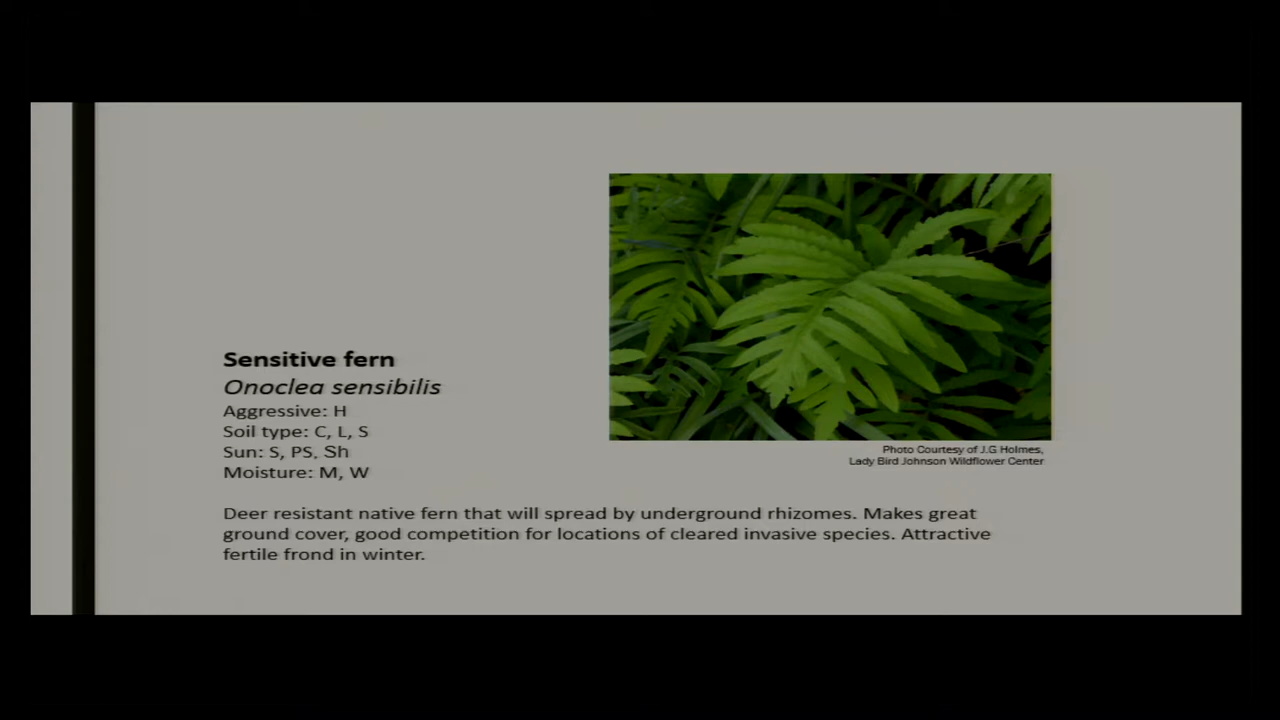 Sensitive fern
Onoclea sensibilis
Aggressive: H
Soil type: C, L, S
Sun: S, PS, Sh
Moisture: M, W
Photo Courtesy of J.G Holmes,
Lady Bird Johnson Wildflower Center
Deer resistant native fern that will spread by underground rhizomes. Makes great
ground cover, good competition for locations of cleared invasive species. Attractive
fertile frond in winter.